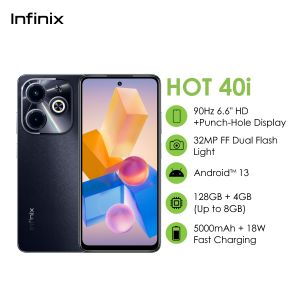 Infinix
HOT 40i
90Hz 6.6" HD
+Punch-Hole Display
32MP FF Dual Flash
Light
Android™ 13
128GB + 4GB
(Up to 8GB)
5000mAh + 18W
Fast Charging
Infinix